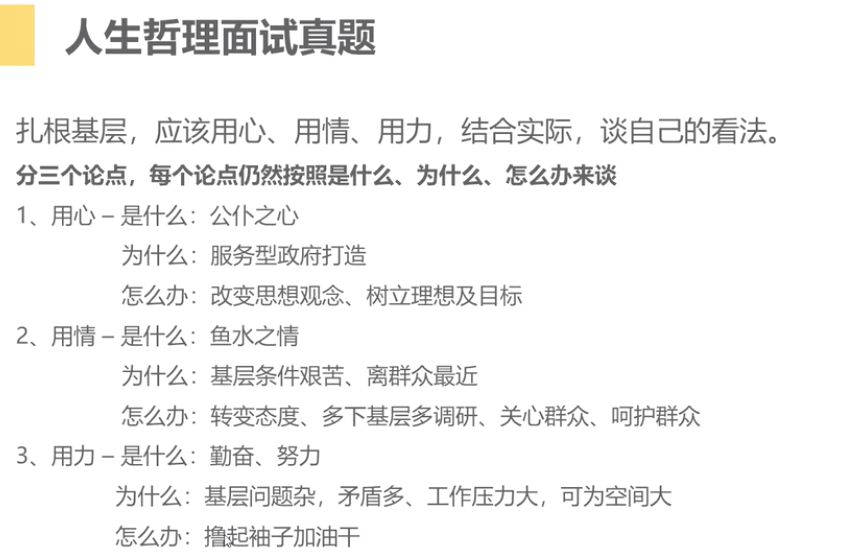 人生哲理面试真题
扎根基层，应该用心、用情、用力，结合实际，谈自己的看法。
分三个论点，每个论点仍然按照是什么、为什么、怎么办来谈
1、用心 – 是什么：公仆之心
为什么：服务型政府打造
怎么办：改变思想观念、树立理想及目标
2、用情 – 是什么：鱼水之情
为什么：基层条件艰苦、离群众最近
怎么办：转变态度、多下基层多调研、关心群众、呵护群众
3、用力 – 是什么：勤奋、努力
为什么：基层问题杂，矛盾多、工作压力大，可为空间大
怎么办：撸起袖子加油干